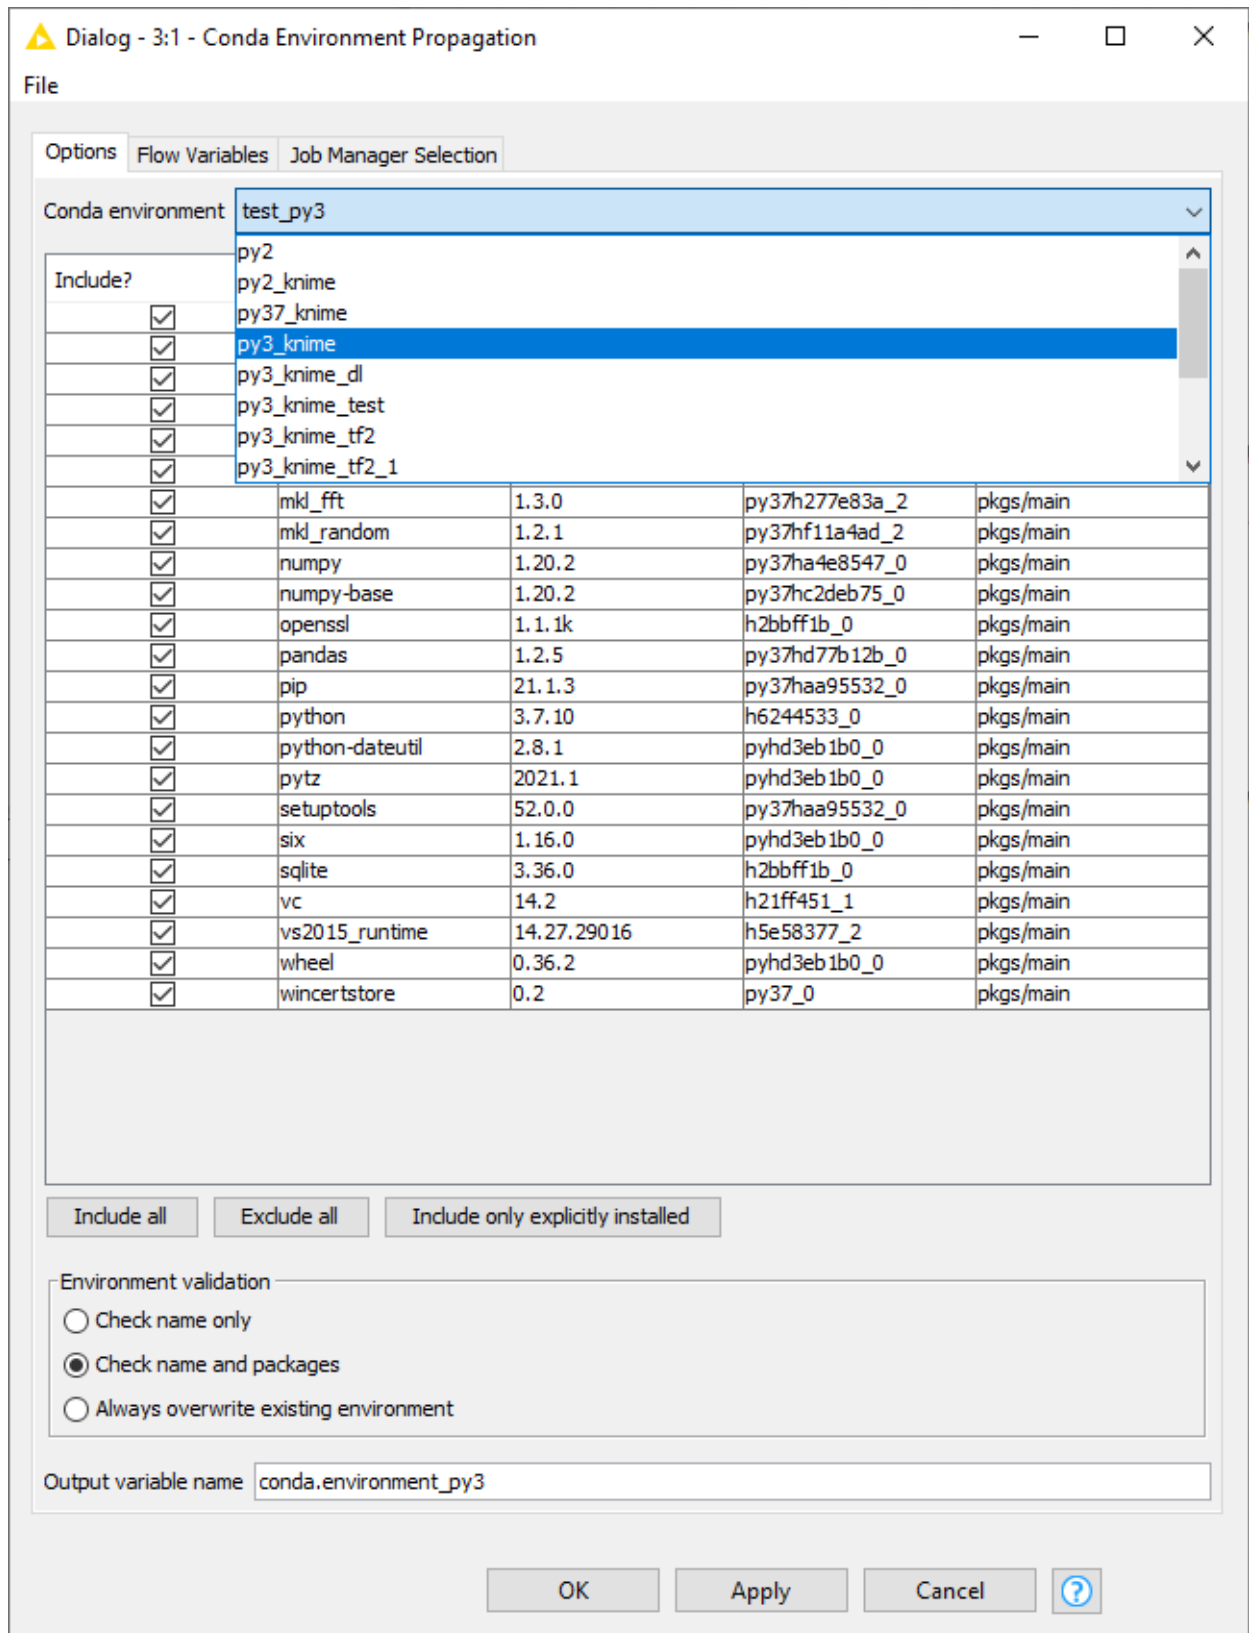 Dialog - 3:1 - Conda Environment Propagation
File
Options Flow Variables Job Manager Selection
Conda environment test_py3
Include?
py2
py2_knime
py37_knime
py3_knime
py3_knime_dl
py3_knime_test
py3_knime_tf2
py3_knime_tf2_1
mkl_fft 1.3.0 py37h277e83a_2 pkgs/main
mkl_random 1.2.1 py37hf11a4ad_2 pkgs/main
numpy 1.20.2 py37ha4e8547_0 pkgs/main
numpy-base 1.20.2 py37hc2deb75_0 pkgs/main
openssl 1.1.1k h2bbff1b_0 pkgs/main
pandas 1.2.5 py37hd77b12b_0 pkgs/main
pip 21.1.3 py37haa95532_0 pkgs/main
python 3.7.10 h6244533_0 pkgs/main
python-dateutil 2.8.1 pyhd3eb1b0_0 pkgs/main
pytz 2021.1 pyhd3eb1b0_0 pkgs/main
setuptools 52.0.0 py37haa95532_0 pkgs/main
six 1.16.0 pyhd3eb1b0_0 pkgs/main
sqlite 3.36.0 h2bbff1b_0 pkgs/main
vc 14.2 h21ff451_1 pkgs/main
vs2015_runtime 14.27.29016 h5e58377_2 pkgs/main
wheel 0.36.2 pyhd3eb1b0_0 pkgs/main
wincertstore 0.2 py37_0 pkgs/main
Include all Exclude all Include only explicitly installed
Environment validation
Check name only
Check name and packages
Always overwrite existing environment
Output variable name conda.environment_py3
OK Apply Cancel ?